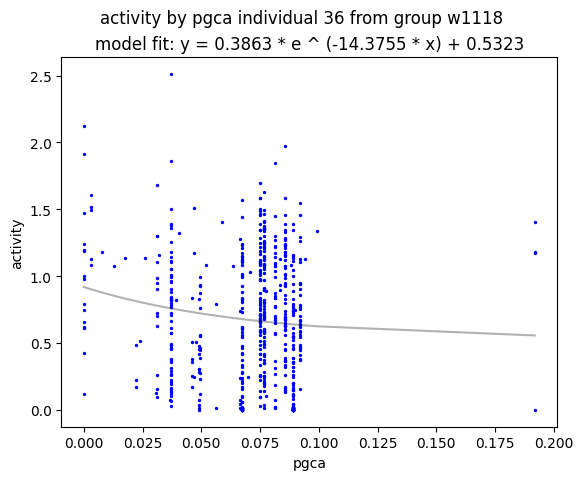 activity by pgca individual 36 from group w1118
model fit: y = 0.3863 * e ^ (-14.3755 * x) + 0.5323
2.5
2.0
1.5
1.0
0.5
0.0
activity
0.000 0.025 0.050 0.075 0.100 0.125 0.150 0.175 0.200
pgca